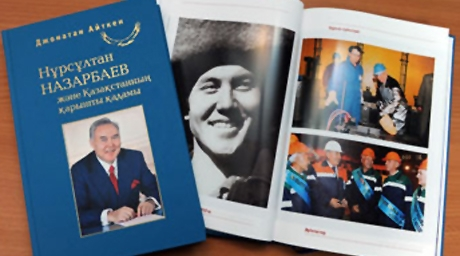 Джонатан Айткен
Нұрсұлтан
НАЗАРБАЕВ
және Қазақстанның
қарышты қадамы